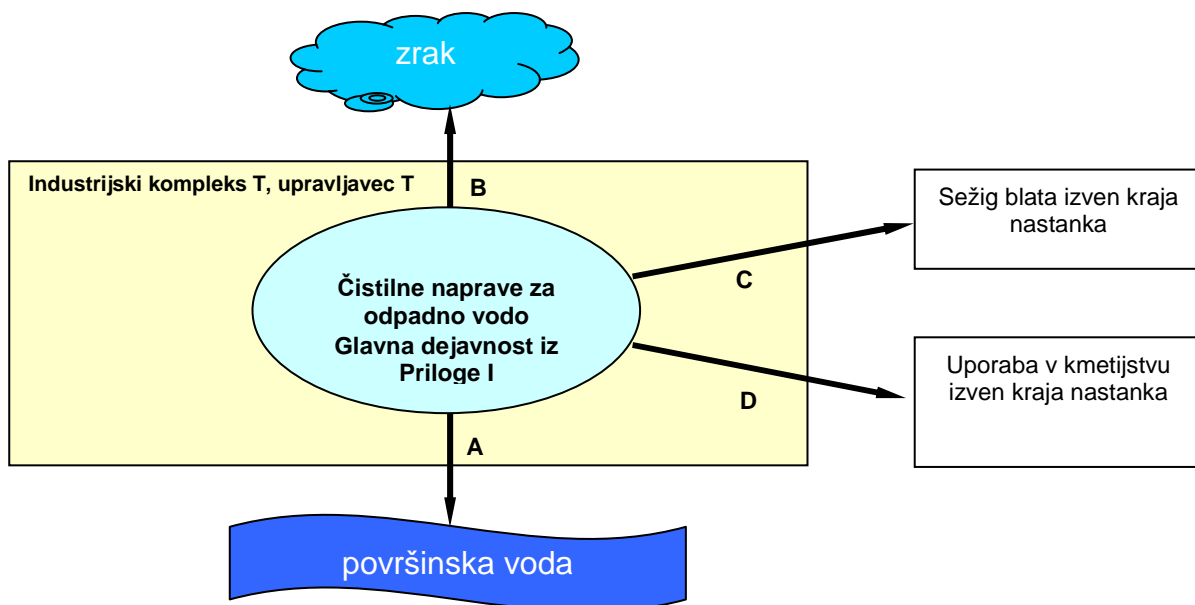 zrak
Industrijski kompleks T, upravljavec T
B
Sežig blata izven kraja
nastanka
C
Čistilne naprave za
odpadno vodo
Glavna dejavnost iz
Priloge I
Uporaba v kmetijstvu
izven kraja nastanka
D
A
površinska voda